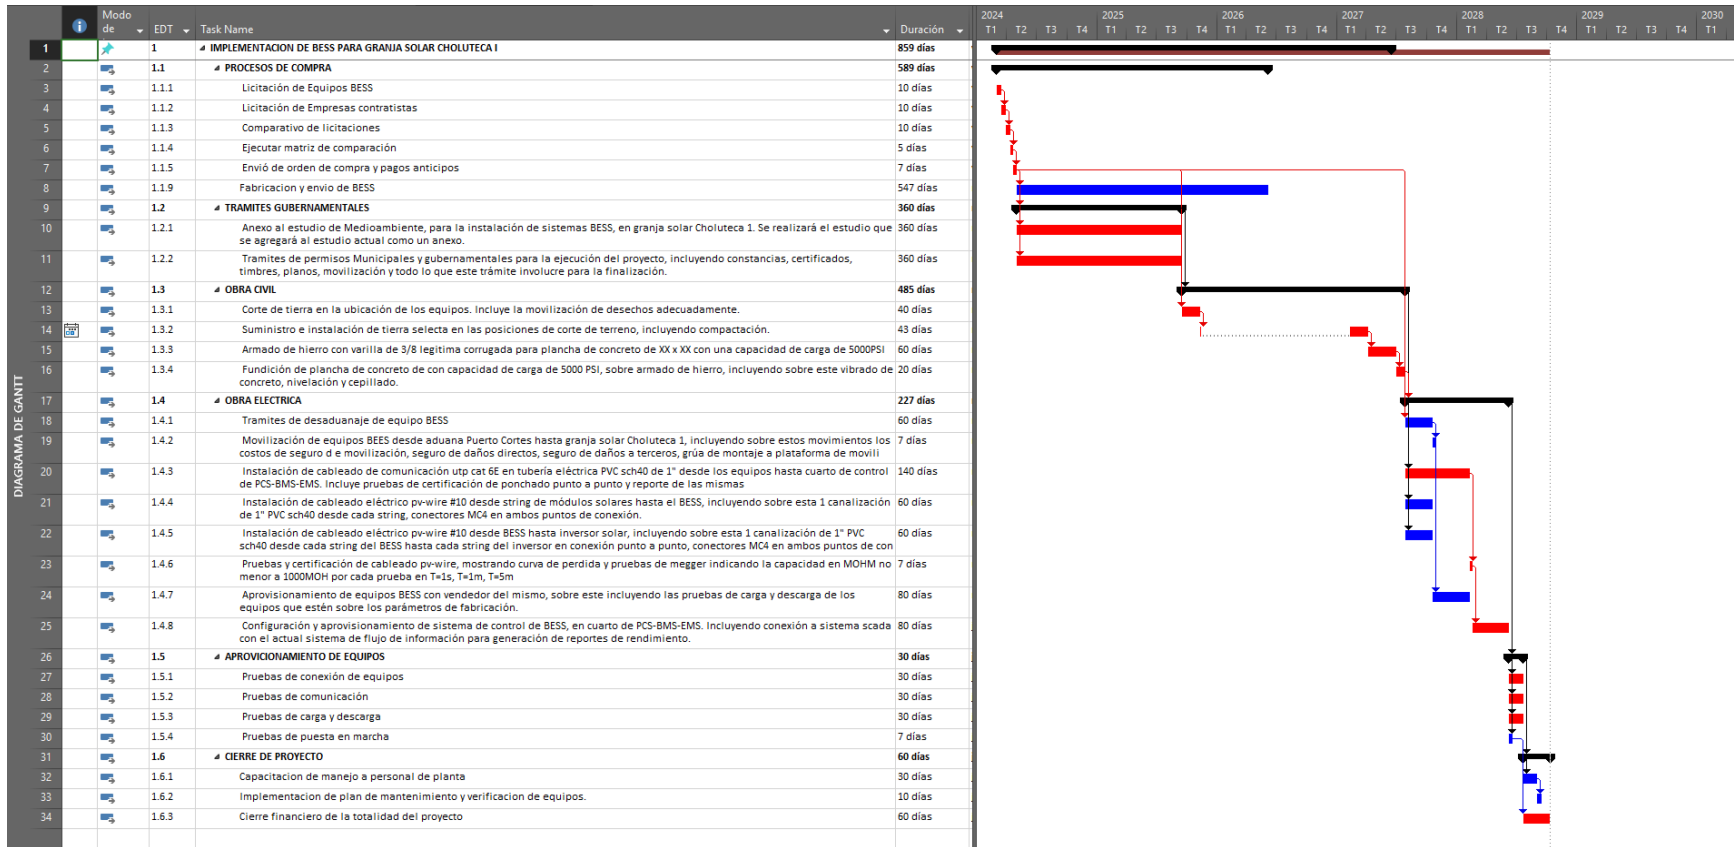 Modo de
EDT
Task Name
Duración
2024 2025 2026 2027 2028 2029 2030
T1 T2 T3 T4 T1 T2 T3 T4 T1 T2 T3 T4 T1 T2 T3 T4 T1 T2 T3 T4 T1 T2 T3 T4 T1
DIAGRAMA DE GANTT
1 1 IMPLEMENTACION DE BESS PARA GRANJA SOLAR CHOLUTECA I 859 días
2 1.1 PROCESOS DE COMPRA 589 días
3 1.1.1 Licitación de Equipos BESS 10 días
4 1.1.2 Licitación de Empresas contratistas 10 días
5 1.1.3 Comparativo de licitaciones 10 días
6 1.1.4 Ejecutar matriz de comparación 5 días
7 1.1.5 Envió de orden de compra y pagos anticipos 7 días
8 1.1.9 Fabricacion y envio de BESS 547 días
9 1.2 TRAMITES GUBERNAMENTALES 360 días
10 1.2.1 Anexo al estudio de Medioambiente, para la instalación de sistemas BESS, en granja solar Choluteca 1. Se realizará el estudio que 360 días
se agregará al estudio actual como un anexo.
11 1.2.2 Tramites de permisos Municipales y gubernamentales para la ejecución del proyecto, incluyendo constancias, certificados, 360 días
timbres, planos, movilización y todo lo que este trámite involucre para la finalización.
12 1.3 OBRA CIVIL 485 días
13 1.3.1 Corte de tierra en la ubicación de los equipos. Incluye la movilización de desechos adecuadamente. 40 días
14 1.3.2 Suministro e instalación de tierra selecta en las posiciones de corte de terreno, incluyendo compactación. 43 días
15 1.3.3 Armado de hierro con varilla de 3/8 legitima corrugada para plancha de concreto de XX x XX con una capacidad de carga de 5000PSI 60 días
16 1.3.4 Fundición de plancha de concreto de con capacidad de carga de 5000 PSI, sobre armado de hierro, incluyendo sobre este vibrado de 20 días
concreto, nivelación y cepillado.
17 1.4 OBRA ELECTRICA 227 días
18 1.4.1 Tramites de desaduanaje de equipo BESS 60 días
19 1.4.2 Movilización de equipos BEES desde aduana Puerto Cortes hasta granja solar Choluteca 1, incluyendo sobre estos movimientos los 7 días
costos de seguro d e movilización, seguro de daños directos, seguro de daños a terceros, grúa de montaje a plataforma de movili
20 1.4.3 Instalación de cableado de comunicación utp cat 6E en tubería eléctrica PVC sch40 de 1" desde los equipos hasta cuarto de control 140 días
de PCS-BMS-EMS. Incluye pruebas de certificación de ponchado punto a punto y reporte de las mismas
21 1.4.4 Instalación de cableado eléctrico pv-wire #10 desde string de módulos solares hasta el BESS, incluyendo sobre esta 1 canalización 60 días
de 1" PVC sch40 desde cada string, conectores MC4 en ambos puntos de conexión.
22 1.4.5 Instalación de cableado eléctrico pv-wire #10 desde BESS hasta inversor solar, incluyendo sobre esta 1 canalización de 1" PVC 60 días
sch40 desde cada string del BESS hasta cada string del inversor en conexión punto a punto, conectores MC4 en ambos puntos de con
23 1.4.6 Pruebas y certificación de cableado pv-wire, mostrando curva de perdida y pruebas de megger indicando la capacidad en MOHM no 7 días
menor a 1000MOH por cada prueba en T=1s, T=1m, T=5m
24 1.4.7 Aprovisionamiento de equipos BESS con vendedor del mismo, sobre este incluyendo las pruebas de carga y descarga de los 80 días
equipos que estén sobre los parámetros de fabricación.
25 1.4.8 Configuración y aprovisionamiento de sistema de control de BESS, en cuarto de PCS-BMS-EMS. Incluyendo conexión a sistema scada 80 días
con el actual sistema de flujo de información para generación de reportes de rendimiento.
26 1.5 APROVICIONAMIENTO DE EQUIPOS 30 días
27 1.5.1 Pruebas de conexión de equipos 30 días
28 1.5.2 Pruebas de comunicación 30 días
29 1.5.3 Pruebas de carga y descarga 30 días
30 1.5.4 Pruebas de puesta en marcha 7 días
31 1.6 CIERRE DE PROYECTO 60 días
32 1.6.1 Capacitacion de manejo a personal de planta 30 días
33 1.6.2 Implementacion de plan de mantenimiento y verificacion de equipos. 10 días
34 1.6.3 Cierre financiero de la totalidad del proyecto 60 días